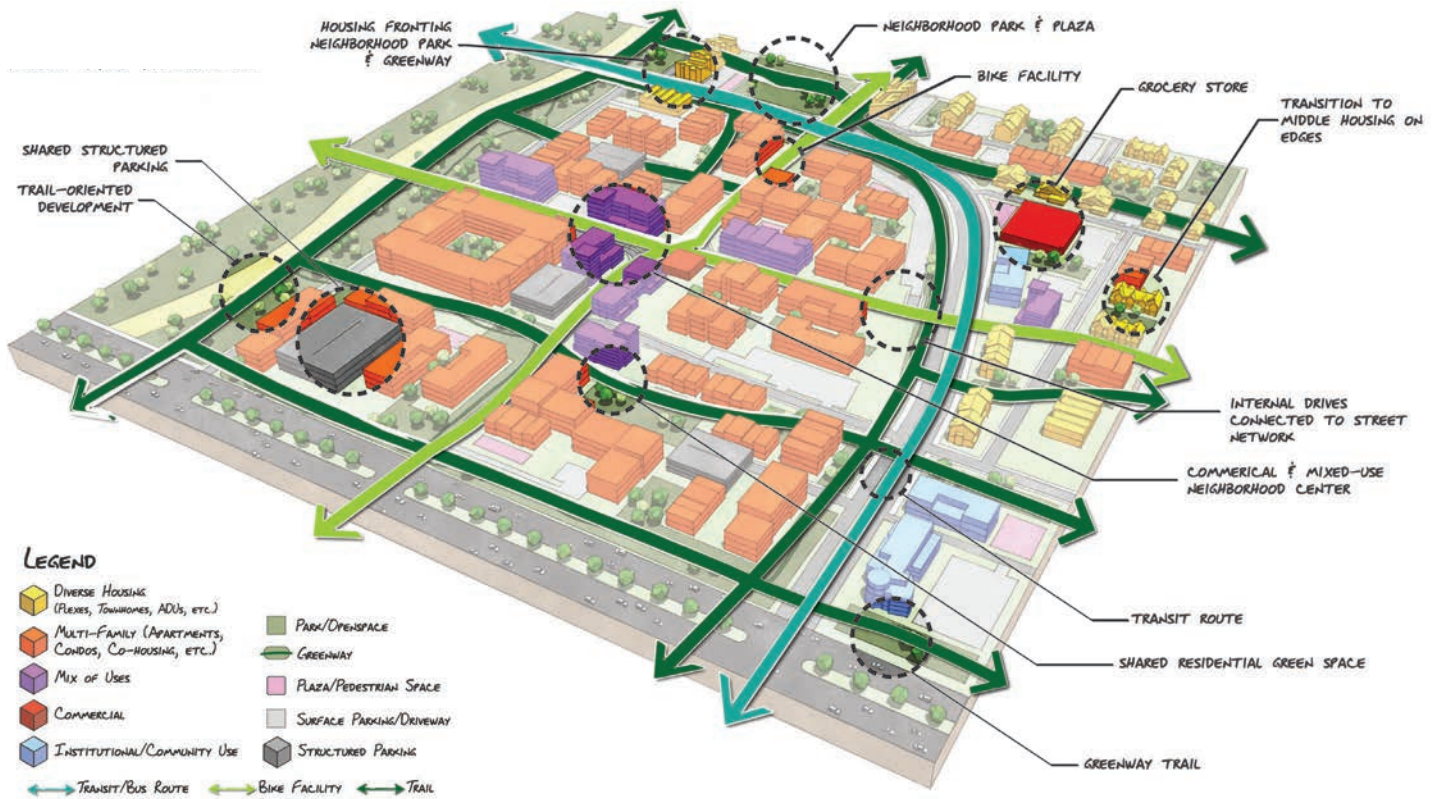 HOUSING FRONTING
NEIGHBORHOOD PARK
& GREENWAY
NEIGHBORHOOD PARK & PLAZA
BIKE FACILITY
GROCERY STORE
TRANSITION TO
MIDDLE HOUSING ON
EDGES
SHARED STRUCTURED
PARKING
TRAIL-ORIENTED
DEVELOPMENT
INTERNAL DRIVES
CONNECTED TO STREET
NETWORK
COMMERICAL & MIXED-USE
NEIGHBORHOOD CENTER
TRANSIT ROUTE
SHARED RESIDENTIAL GREEN SPACE
GREENWAY TRAIL
LEGEND
DIVERSE HOUSING
(PLEXES, TOWNHOMES, ADUS, ETC.)
MULTI-FAMILY (APARTMENTS,
CONDOS, CO-HOUSING, ETC.)
MIX OF USES
COMMERCIAL
INSTITUTIONAL/COMMUNITY USE
PARK/OPENSPACE
GREENWAY
PLAZA/PEDESTRIAN SPACE
SURFACE PARKING/DRIVEWAY
STRUCTURED PARKING
TRANSIT/BUS ROUTE
BIKE FACILITY
TRAIL